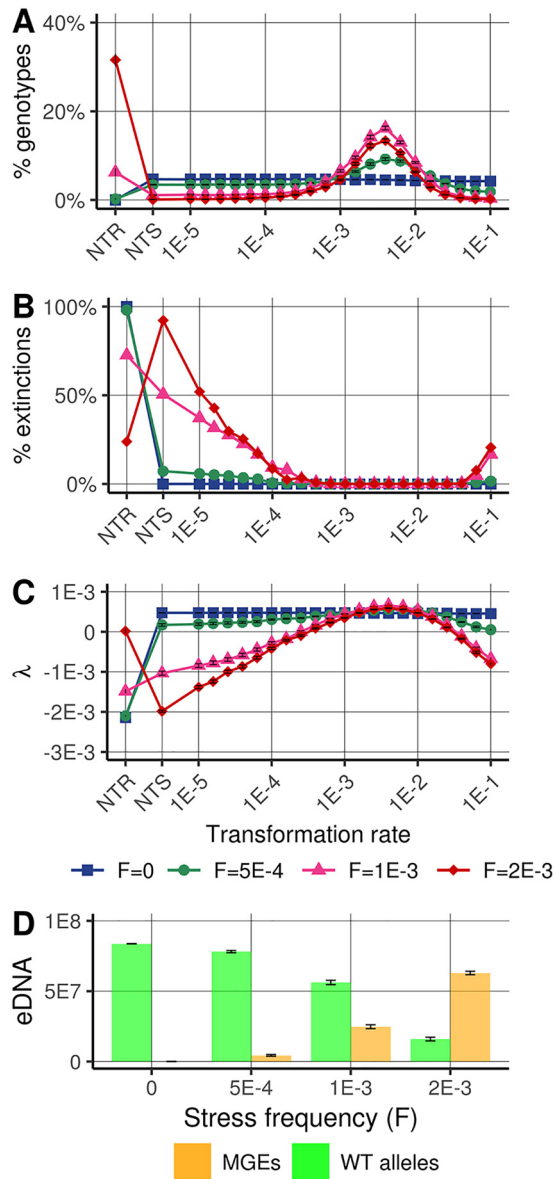 A
% genotypes
40%
20%
0%
NTR NTS 1E-5 1E-4 1E-3 1E-2 1E-1
B
% extinctions
100%
50%
0%
NTR NTS 1E-5 1E-4 1E-3 1E-2 1E-1
C
λ
1E-3
0
-1E-3
-2E-3
-3E-3
NTR NTS 1E-5 1E-4 1E-3 1E-2 1E-1
Transformation rate
F=0 F=5E-4 F=1E-3 F=2E-3
D
eDNA
1E8
5E7
0
0 5E-4 1E-3 2E-3
Stress frequency (F)
MGEs WT alleles